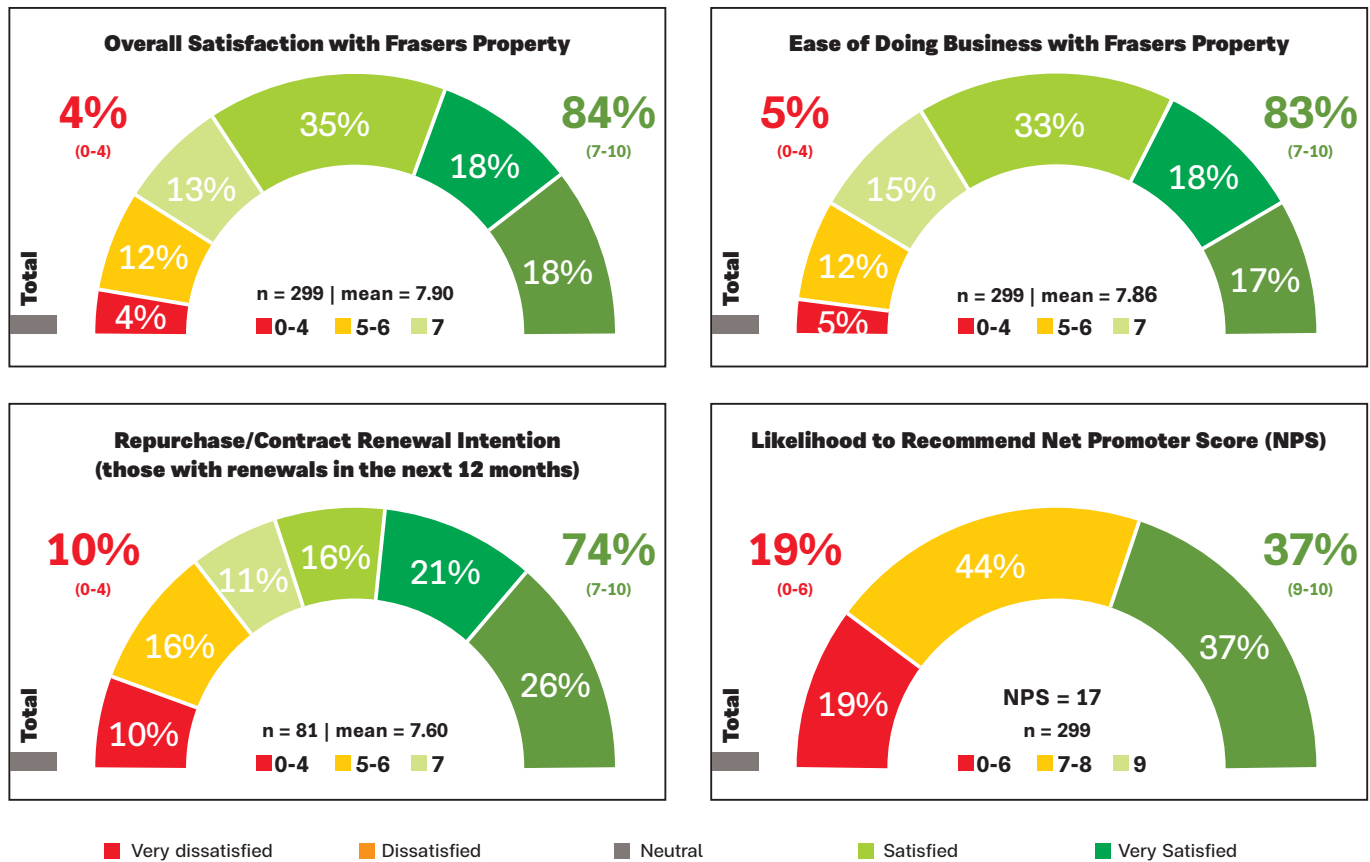 Overall Satisfaction with Frasers Property
4%
(0-4)
84%
(7-10)
35%
13%
18%
12%
18%
4%
Total
n = 299 | mean = 7.90
0-4 5-6 7
Ease of Doing Business with Frasers Property
5%
(0-4)
83%
(7-10)
33%
15%
18%
12%
17%
5%
Total
n = 299 | mean = 7.86
0-4 5-6 7
Repurchase/Contract Renewal Intention
(those with renewals in the next 12 months)
10%
(0-4)
74%
(7-10)
16%
11%
21%
16%
26%
10%
Total
n = 81 | mean = 7.60
0-4 5-6 7
Likelihood to Recommend Net Promoter Score (NPS)
19%
(0-6)
37%
(9-10)
44%
37%
19%
Total
NPS = 17
n = 299
0-6 7-8 9
Very dissatisfied Dissatisfied Neutral Satisfied Very Satisfied